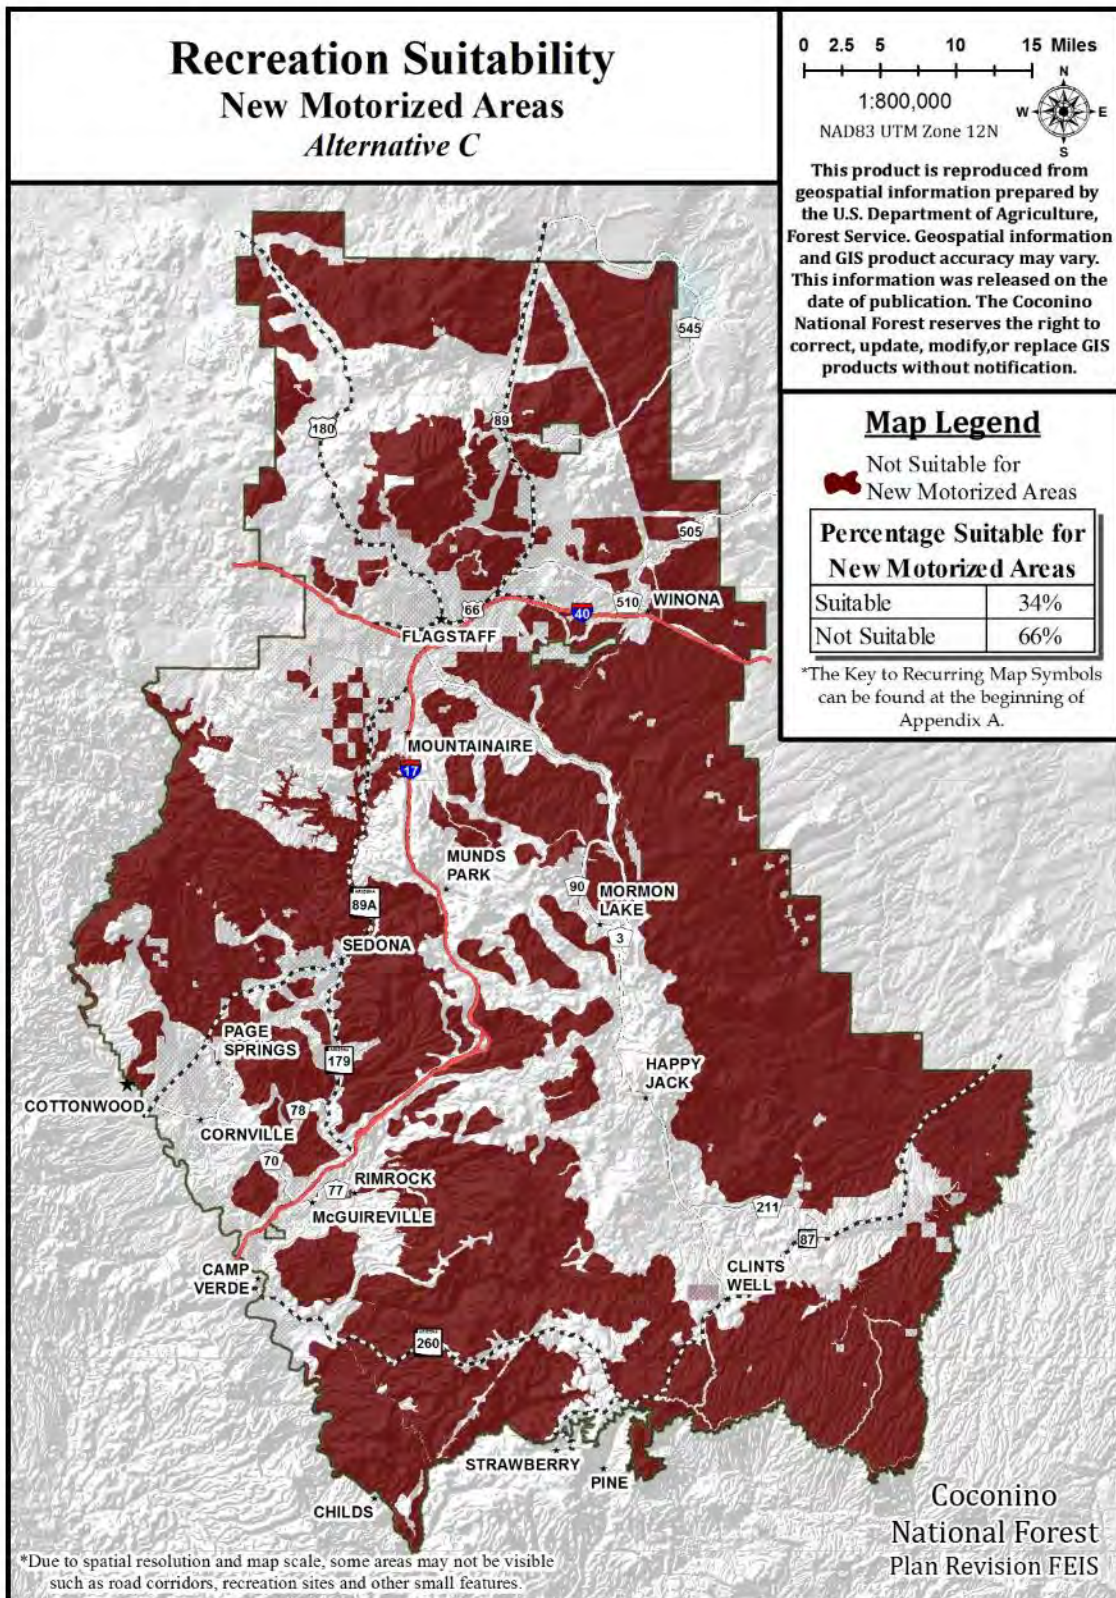 Recreation Suitability
New Motorized Areas
Alternative C
0 2.5 5 10 15 Miles
1:800,000
NAD83 UTM Zone 12N
N
W E
S
This product is reproduced from
geospatial information prepared by
the U.S. Department of Agriculture,
Forest Service. Geospatial information
and GIS product accuracy may vary.
This information was released on the
date of publication. The Coconino
National Forest reserves the right to
correct, update, modify,or replace GIS
products without notification.
Map Legend
Not Suitable for
New Motorized Areas
Percentage Suitable for
New Motorized Areas
Suitable 34%
Not Suitable 66%
*The Key to Recurring Map Symbols
can be found at the beginning of
Appendix A.
545
180
89
505
66
40
510
WINONA
FLAGSTAFF
MOUNTAINAIRE
17
MUNDS
PARK
90
MORMON
LAKE
89A
3
SEDONA
PAGE
SPRINGS
179
HAPPY
JACK
COTTONWOOD
78
CORNVILLE
70
RIMROCK
77
McGUIREVILLE
211
87
CAMP
VERDE
CLINTS
WELL
ARIZONA
260
STRAWBERRY
PINE
CHILDS
Coconino
National Forest
Plan Revision FEIS
*Due to spatial resolution and map scale, some areas may not be visible
such as road corridors, recreation sites and other small features.